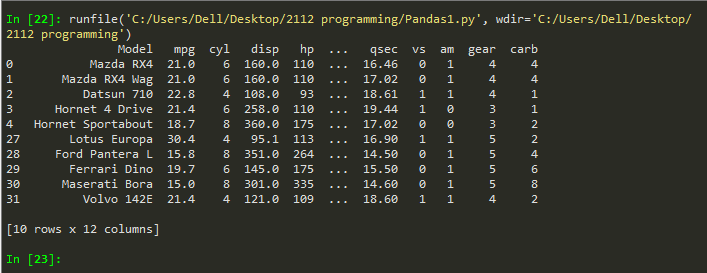 In [22]: runfile('C:/Users/Dell/Desktop/2112 programming/Pandas1.py', wdir='C:/Users/Dell/Desktop/
2112 programming')
Model mpg cyl disp hp ... qsec vs am gear carb
0 Mazda RX4 21.0 6 160.0 110 ... 16.46 0 1 4 4
1 Mazda RX4 Wag 21.0 6 160.0 110 ... 17.02 0 1 4 4
2 Datsun 710 22.8 4 108.0 93 ... 18.61 1 1 4 1
3 Hornet 4 Drive 21.4 6 258.0 110 ... 19.44 1 0 3 1
4 Hornet Sportabout 18.7 8 360.0 175 ... 17.02 0 0 3 2
27 Lotus Europa 30.4 4 95.1 113 ... 16.90 1 1 5 2
28 Ford Pantera L 15.8 8 351.0 264 ... 14.50 0 1 5 4
29 Ferrari Dino 19.7 6 145.0 175 ... 15.50 0 1 5 6
30 Maserati Bora 15.0 8 301.0 335 ... 14.60 0 1 5 8
31 Volvo 142E 21.4 4 121.0 109 ... 18.60 1 1 4 2
[10 rows x 12 columns]
In [23]: